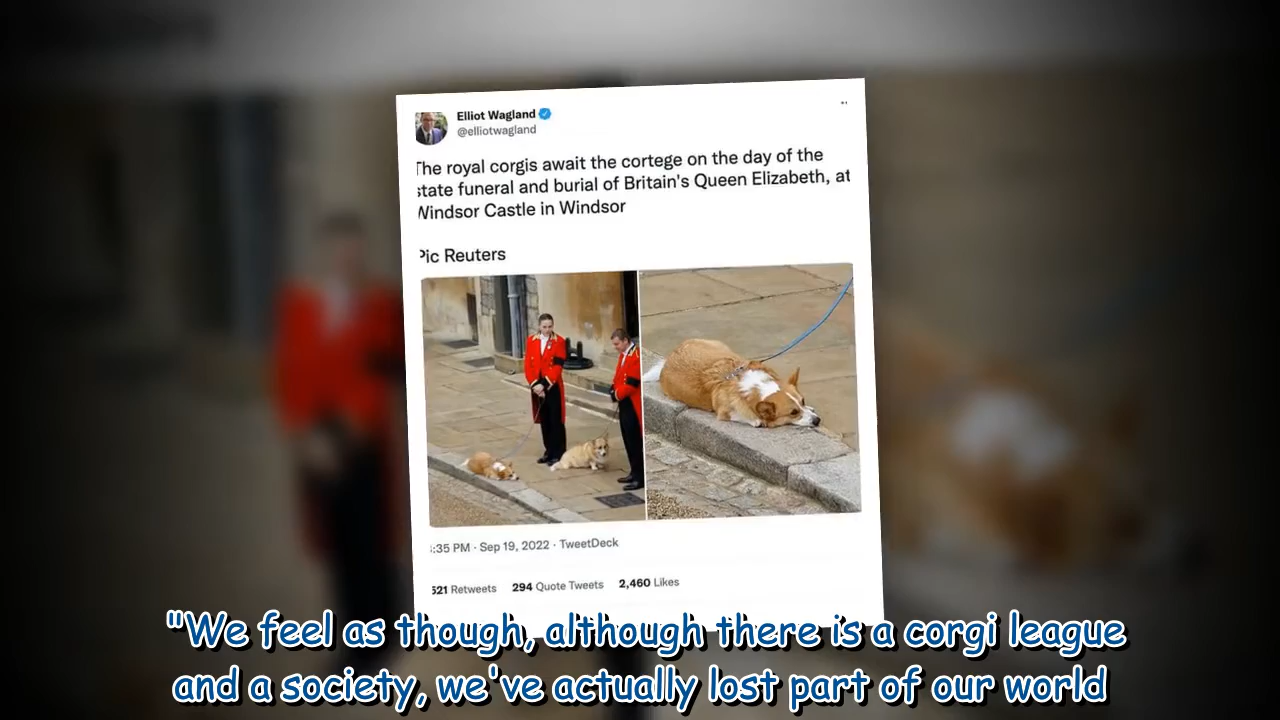 Elliot Wagland
@elliotwagland
The royal corgis await the cortege on the day of the
state funeral and burial of Britain's Queen Elizabeth, at
Windsor Castle in Windsor
Pic Reuters
:35 PM · Sep 19, 2022 · TweetDeck
521 Retweets 294 Quote Tweets 2,460 Likes
"We feel as though, although there is a corgi league
and a society, we've actually lost part of our world